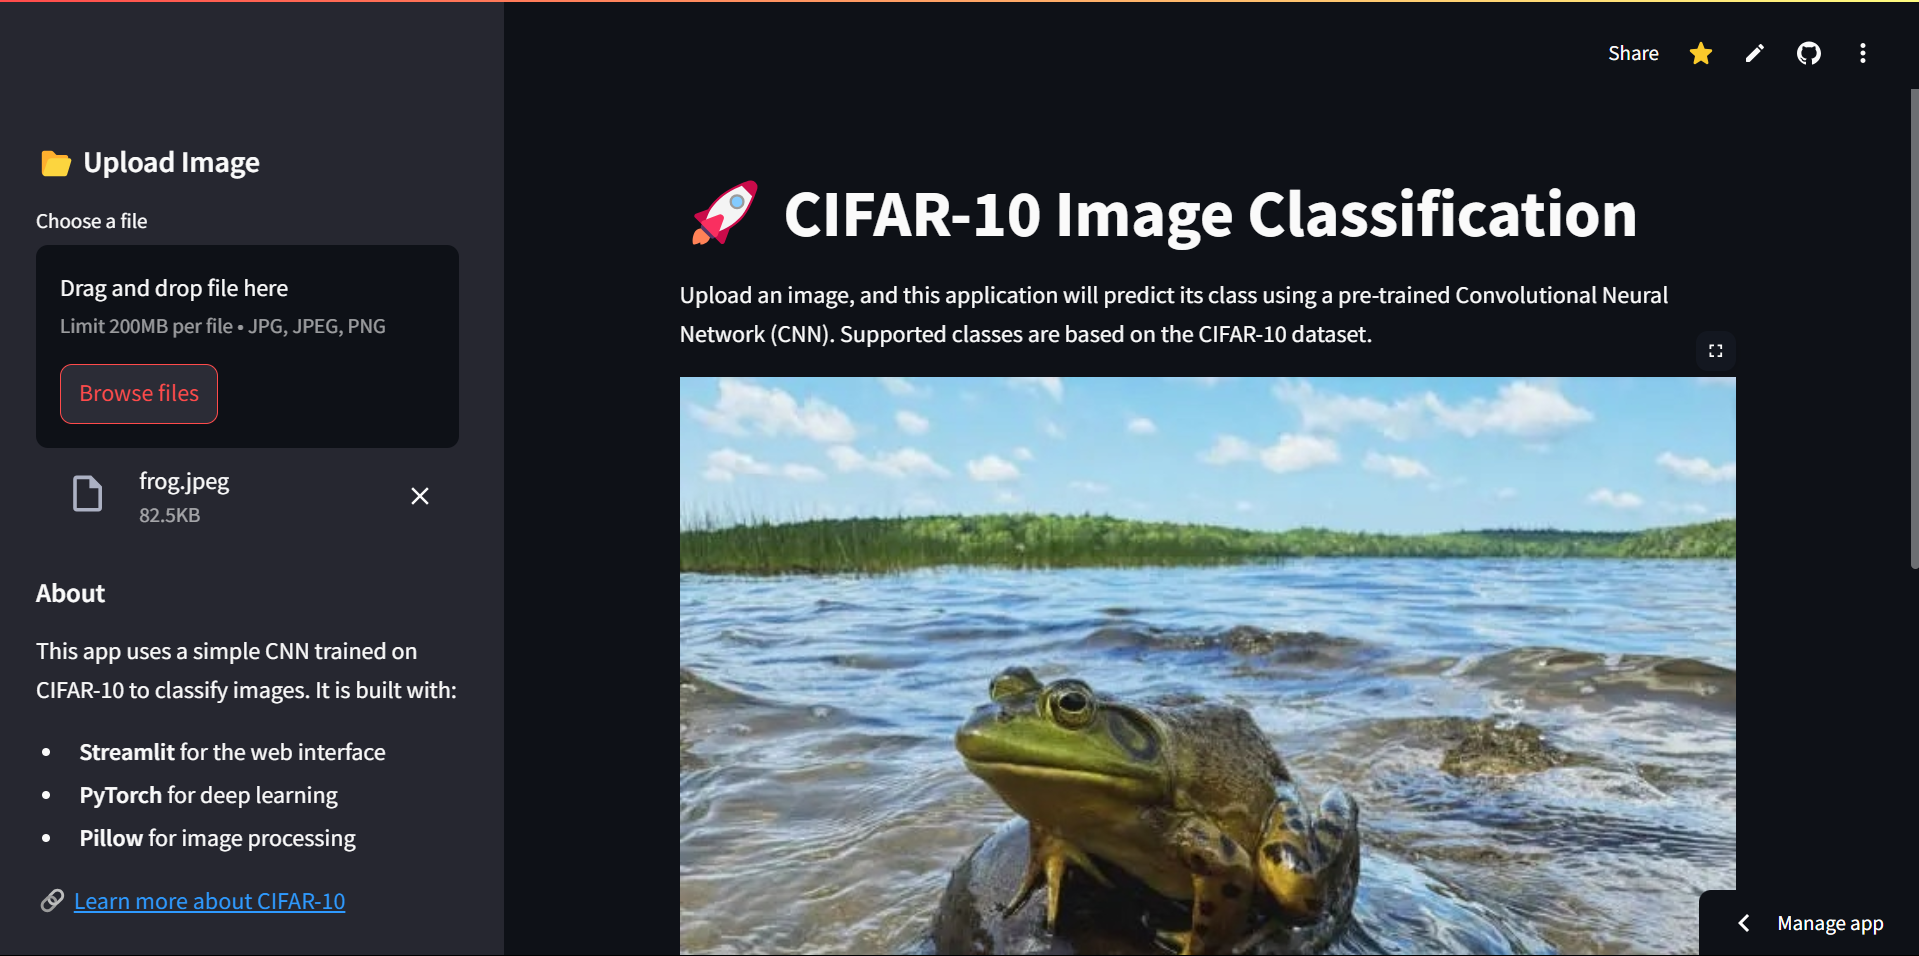 Share
Upload Image
Choose a file
Drag and drop file here
Limit 200MB per file • JPG, JPEG, PNG
Browse files
frog.jpeg
82.5KB
About
This app uses a simple CNN trained on
CIFAR-10 to classify images. It is built with:
• Streamlit for the web interface
• PyTorch for deep learning
• Pillow for image processing
Learn more about CIFAR-10
CIFAR-10 Image Classification
Upload an image, and this application will predict its class using a pre-trained Convolutional Neural
Network (CNN). Supported classes are based on the CIFAR-10 dataset.
Manage app